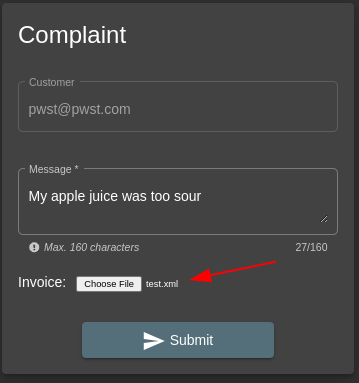 Complaint
Customer
pwst@pwst.com
Message *
My apple juice was too sour
Max. 160 characters 27/160
Invoice: Choose File test.xml
Submit